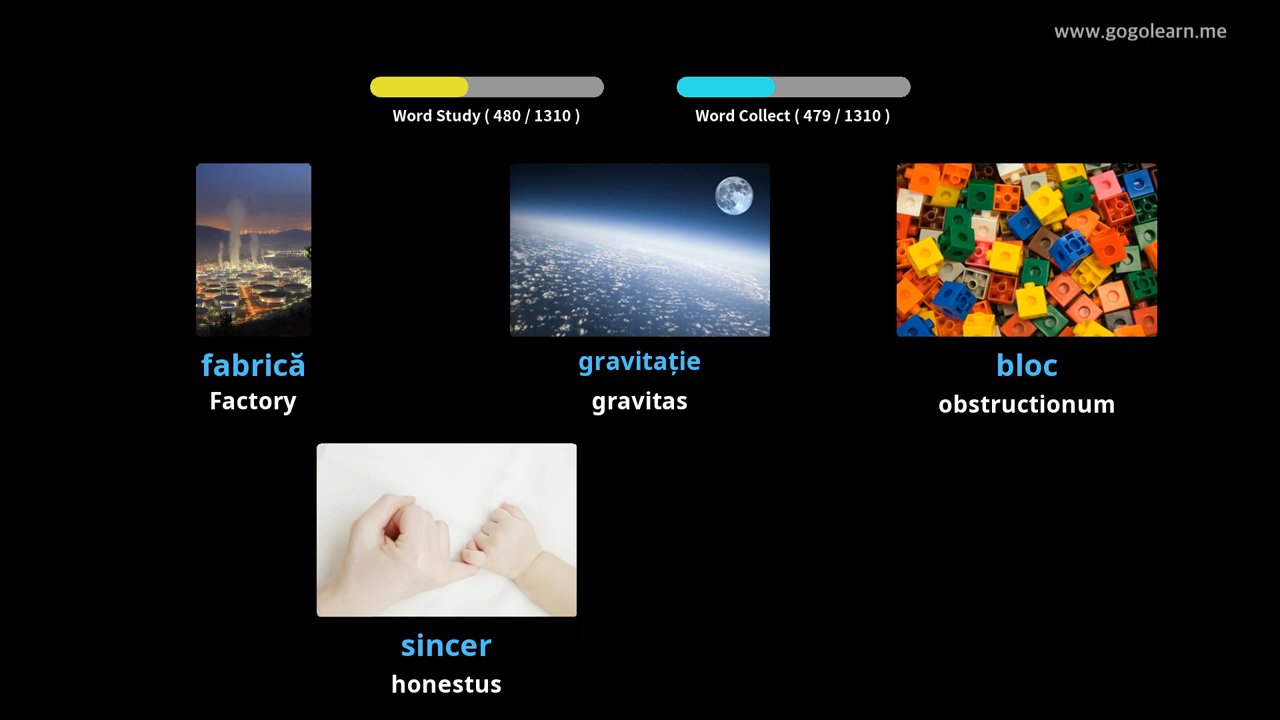 www.gogolearn.me
Word Study ( 480 / 1310 )
Word Collect ( 479 / 1310 )
fabrică
Factory
gravitație
gravitas
bloc
obstructionum
sincer
honestus